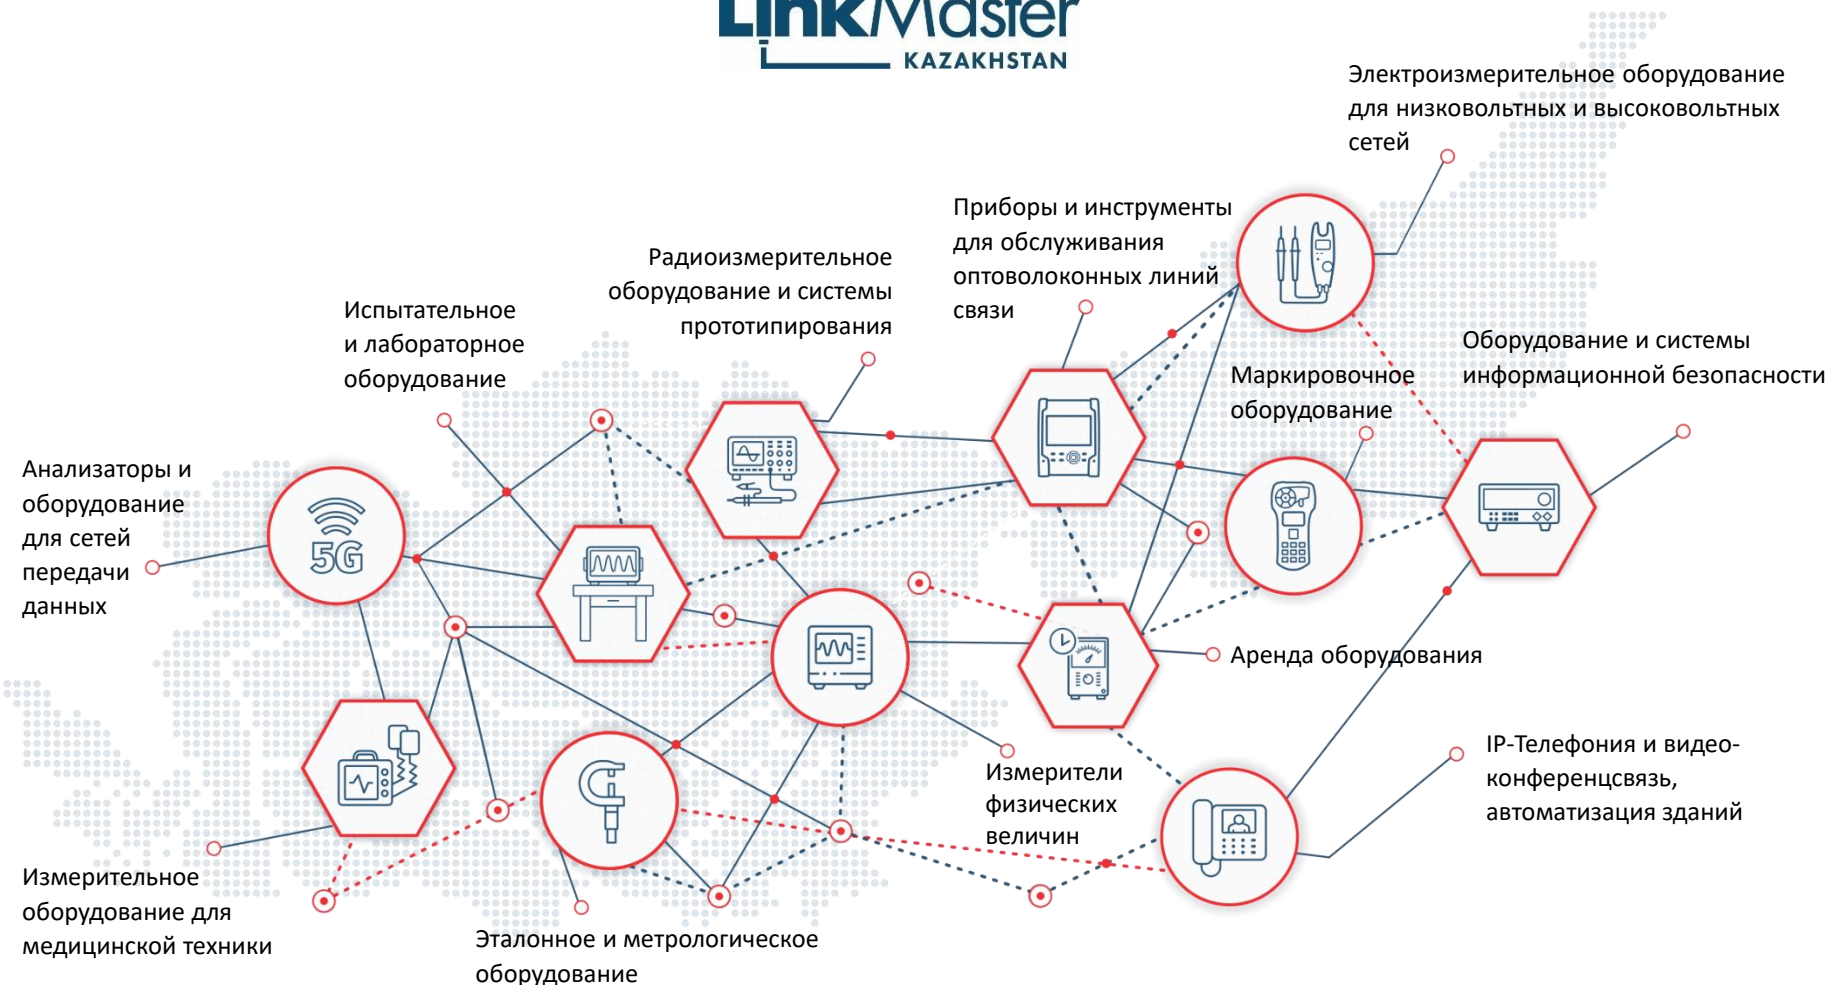 LinkMaster
KAZAKHSTAN
Электроизмерительное оборудование
для низковольтных и высоковольтных
сетей
Приборы и инструменты
для обслуживания
оптоволоконных линий
связи
Радиоизмерительное
оборудование и системы
прототипирования
Испытательное
и лабораторное
оборудование
Оборудование и системы
информационной безопасности
Маркировочное
оборудование
Анализаторы и
оборудование
для сетей
передачи
данных
5G
Аренда оборудования
IP-Телефония и видео-
конференцсвязь,
автоматизация зданий
Измерители
физических
величин
Измерительное
оборудование для
медицинской техники
Эталонное и метрологическое
оборудование